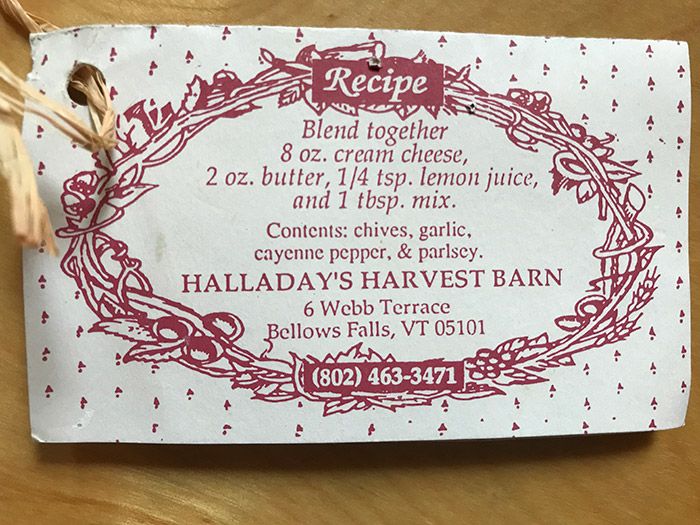 Recipe
Blend together
8 oz. cream cheese,
2 oz. butter, 1/4 tsp. lemon juice,
and 1 tbsp. mix.
Contents: chives, garlic,
cayenne pepper, & parlsey.
HALLADAY'S HARVEST BARN
6 Webb Terrace
Bellows Falls, VT 05101
(802) 463-3471